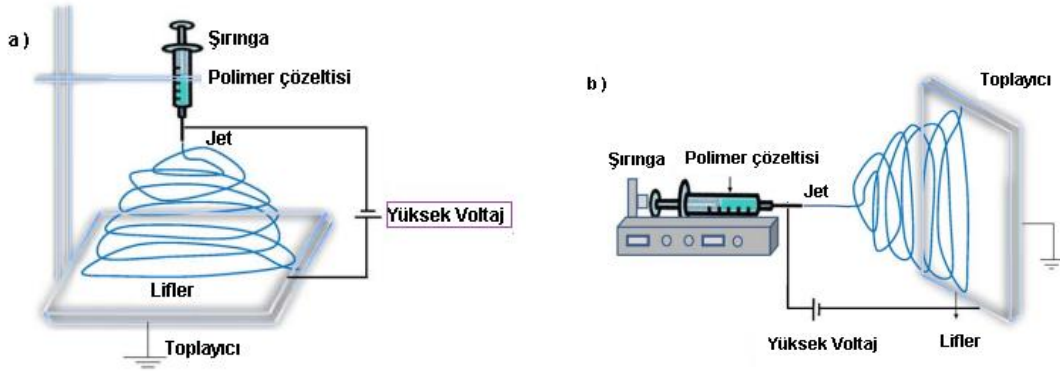 a )
Şırınga
Polimer çözeltisi
Jet
Yüksek Voltaj
Lifler
Toplayıcı
b )
Toplayıcı
Şırınga
Polimer çözeltisi
Jet
Yüksek Voltaj
Lifler